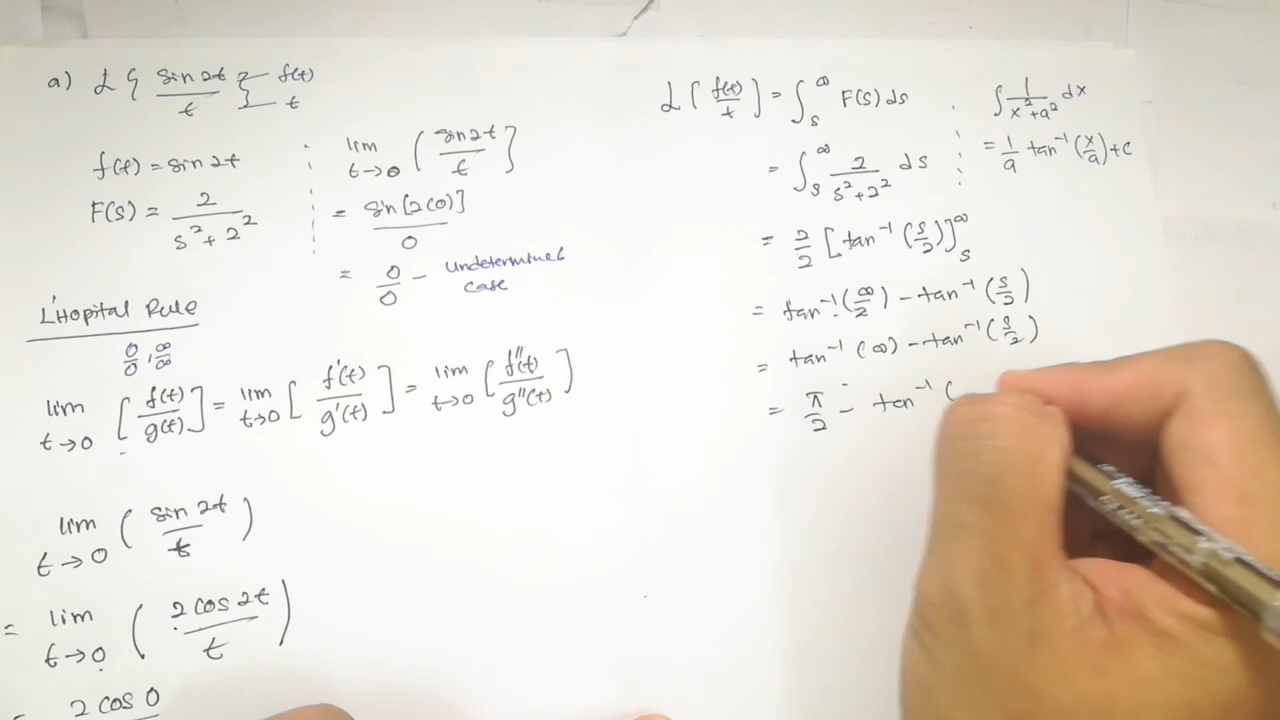 a) ℒ{ sin 2t / t } f(t) / t
f(t) = sin 2t
F(s) = 2 / s² + 2²
lim t→0 ( sin 2t / t )
= sin[2(0)] / 0
= 0/0 - undetermined
case
L'Hopital Rule
0/0, ∞/∞
lim t→0 [ f(t) / g(t) ] = lim t→0 [ f'(t) / g'(t) ] = lim t→0 [ f''(t) / g''(t) ]
lim t→0 ( sin 2t / t )
= lim t→0 ( 2 cos 2t / t )
= 2 cos 0
ℒ[ f(t) / t ] = ∫_s^∞ F(s) ds
= ∫_s^∞ 2 / s² + 2² ds
= 2/2 [ tan⁻¹ (s/2) ]_s^∞
= tan⁻¹ (∞/2) - tan⁻¹ (s/2)
= tan⁻¹ (∞) - tan⁻¹ (s/2)
= π/2 - tan⁻¹ (
∫ 1 / x² + a² dx
= 1/a tan⁻¹ (x/a) + c